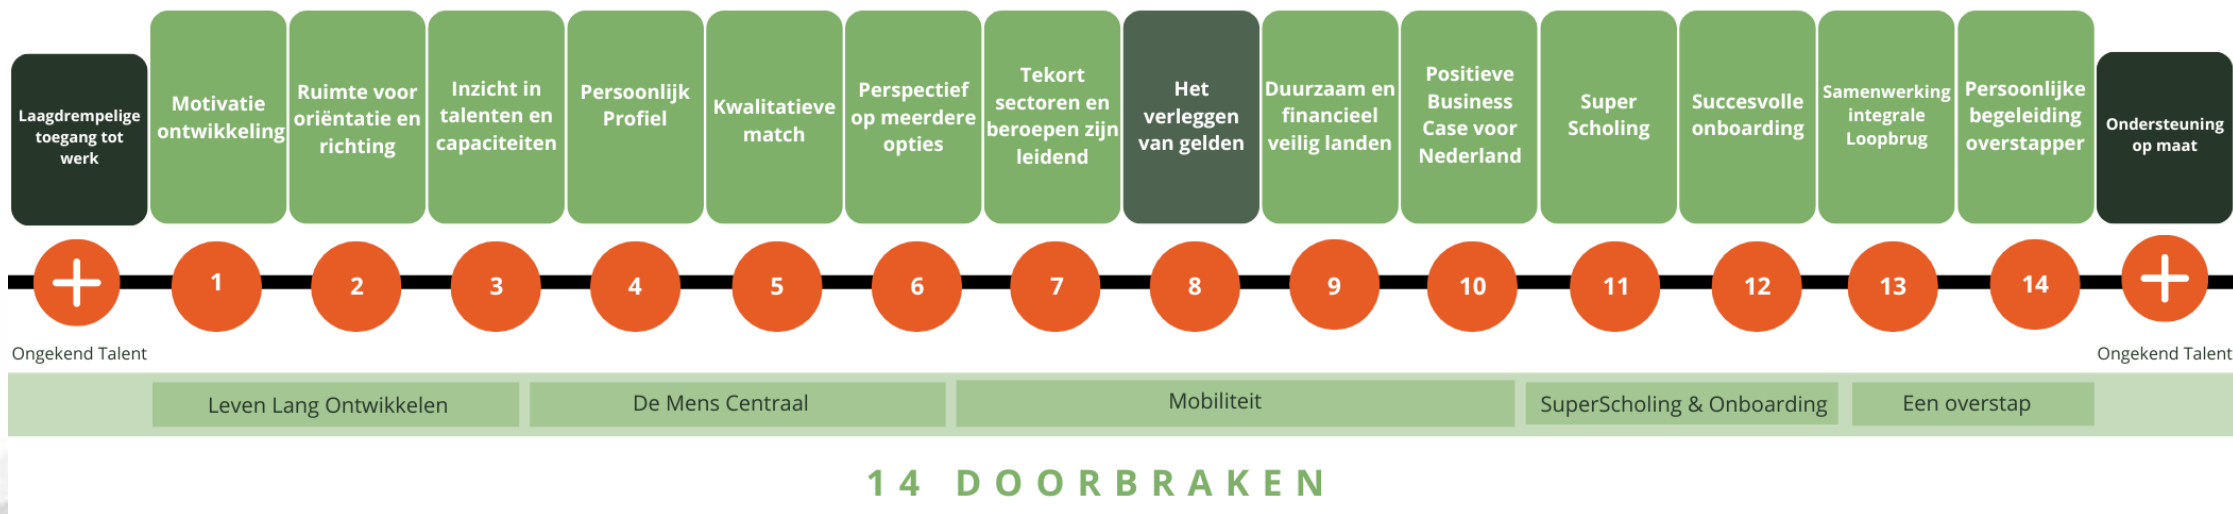 Laagdrempelige
toegang tot
werk
Motivatie
ontwikkeling
Ruimte voor
oriëntatie en
richting
Inzicht in
talenten en
capaciteiten
Persoonlijk
Profiel
Kwalitatieve
match
Perspectief
op meerdere
opties
Tekort
sectoren en
beroepen zijn
leidend
Het
verleggen
van gelden
Duurzaam en
financieel
veilig landen
Positieve
Business
Case voor
Nederland
Super
Scholing
Succesvolle
onboarding
Samenwerking
integrale
Loopbrug
Persoonlijke
begeleiding
overstapper
Ondersteuning
op maat
+ 1 2 3 4 5 6 7 8 9 10 11 12 13 14 +
Ongekend Talent
Ongekend Talent
Leven Lang Ontwikkelen
De Mens Centraal
Mobiliteit
SuperScholing & Onboarding
Een overstap
14 DOORBRAKEN